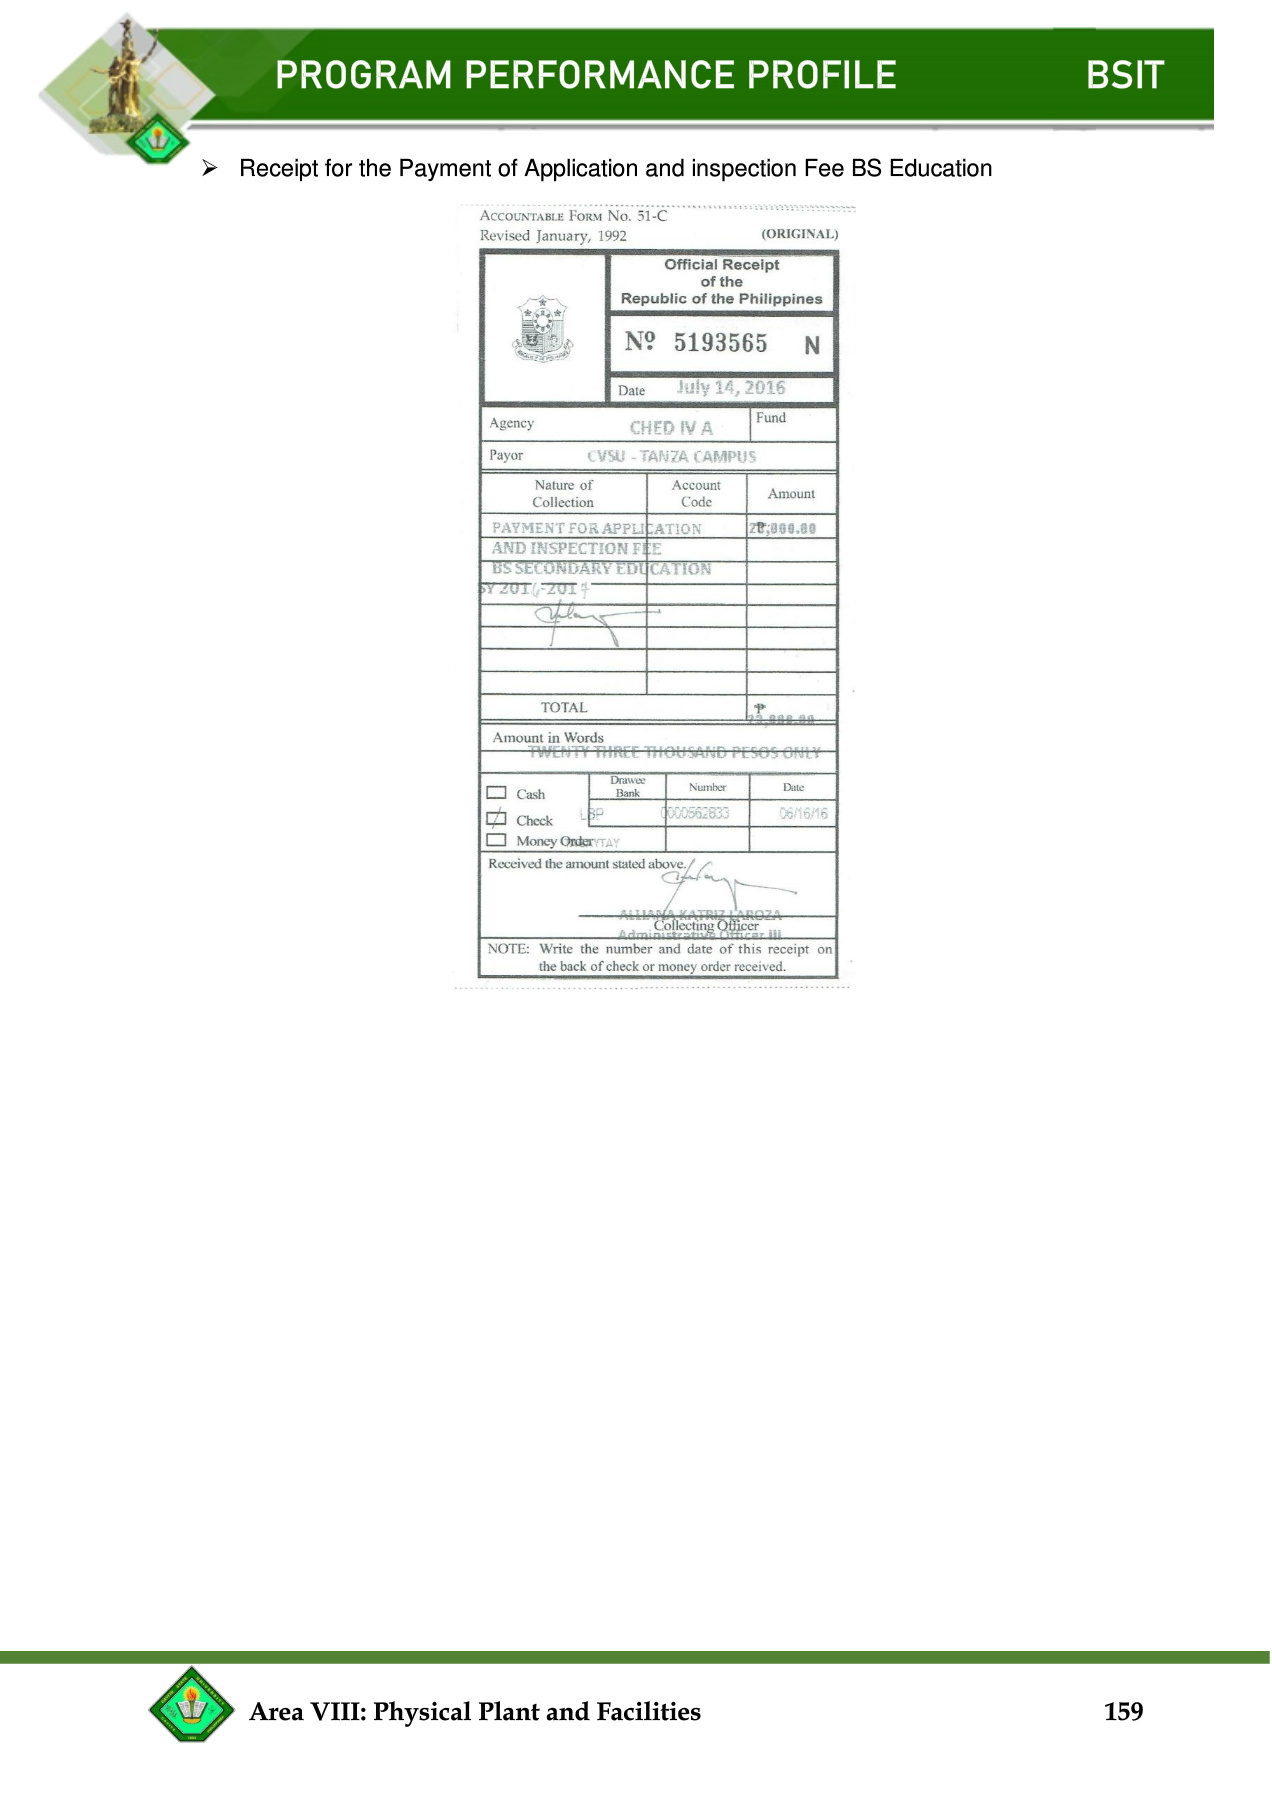 PROGRAM PERFORMANCE PROFILE BSIT
➢ Receipt for the Payment of Application and inspection Fee BS Education
ACCOUNTABLE FORM No. 51-C
Revised January, 1992 (ORIGINAL)
Official Receipt
of the
Republic of the Philippines
Nº 5193565 N
Date July 14, 2016
Agency CHED IV A Fund
Payor CVSU - TANZA CAMPUS
Nature of Collection Account Code Amount
PAYMENT FOR APPLICATION ₱
AND INSPECTION FEE
BS SECONDARY EDUCATION
SY 2016-2017
TOTAL ₱
Amount in Words
TWENTY THREE THOUSAND PESOS ONLY
Drawee Bank Number Date
Cash
Check LBP 0000562833 06/16/16
Money Order
Received the amount stated above.
ALLIANA KATRIZ LAROZA
Collecting Officer
Administrative Officer III
NOTE: Write the number and date of this receipt on
the back of check or money order received.
Area VIII: Physical Plant and Facilities 159